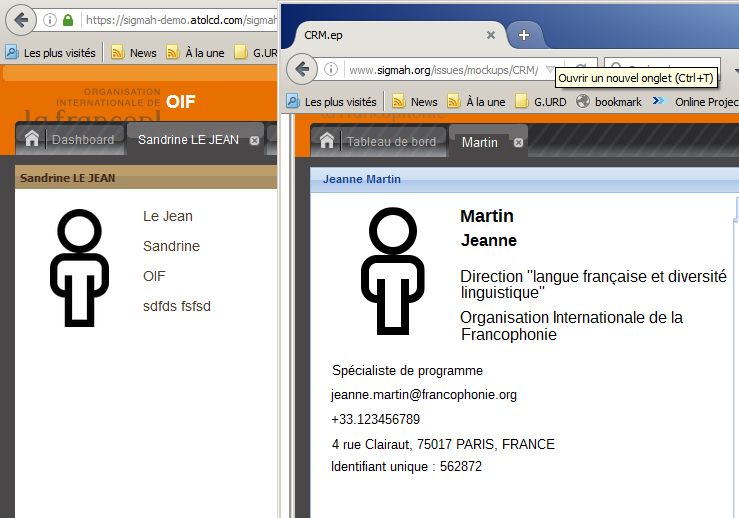 https://sigmah-demo.atolcd.com/sigmah
Les plus visités
News
À la une
G.URD
ORGANISATION
INTERNATIONALE DE
la francopl
OIF
Dashboard
Sandrine LE JEAN
Sandrine LE JEAN
Le Jean
Sandrine
OIF
sdfds fsfsd
CRM.ep
www.sigmah.org/issues/mockups/CRM/
Ouvrir un nouvel onglet (Ctrl+T)
Les plus visités
News
À la une
G.URD
bookmark
Online Projec
la francophonie
Tableau de bord
Martin
Jeanne Martin
Martin
Jeanne
Direction "langue française et diversité
linguistique"
Organisation Internationale de la
Francophonie
Spécialiste de programme
jeanne.martin@francophonie.org
+33.123456789
4 rue Clairaut, 75017 PARIS, FRANCE
Identifiant unique : 562872